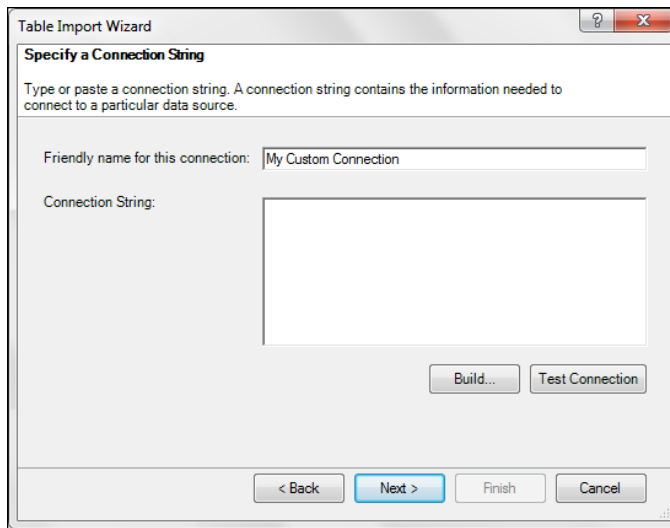 Table Import Wizard
?
X
Specify a Connection String
Type or paste a connection string. A connection string contains the information needed to
connect to a particular data source.
Friendly name for this connection: My Custom Connection
Connection String:
Build... Test Connection
< Back Next > Finish Cancel